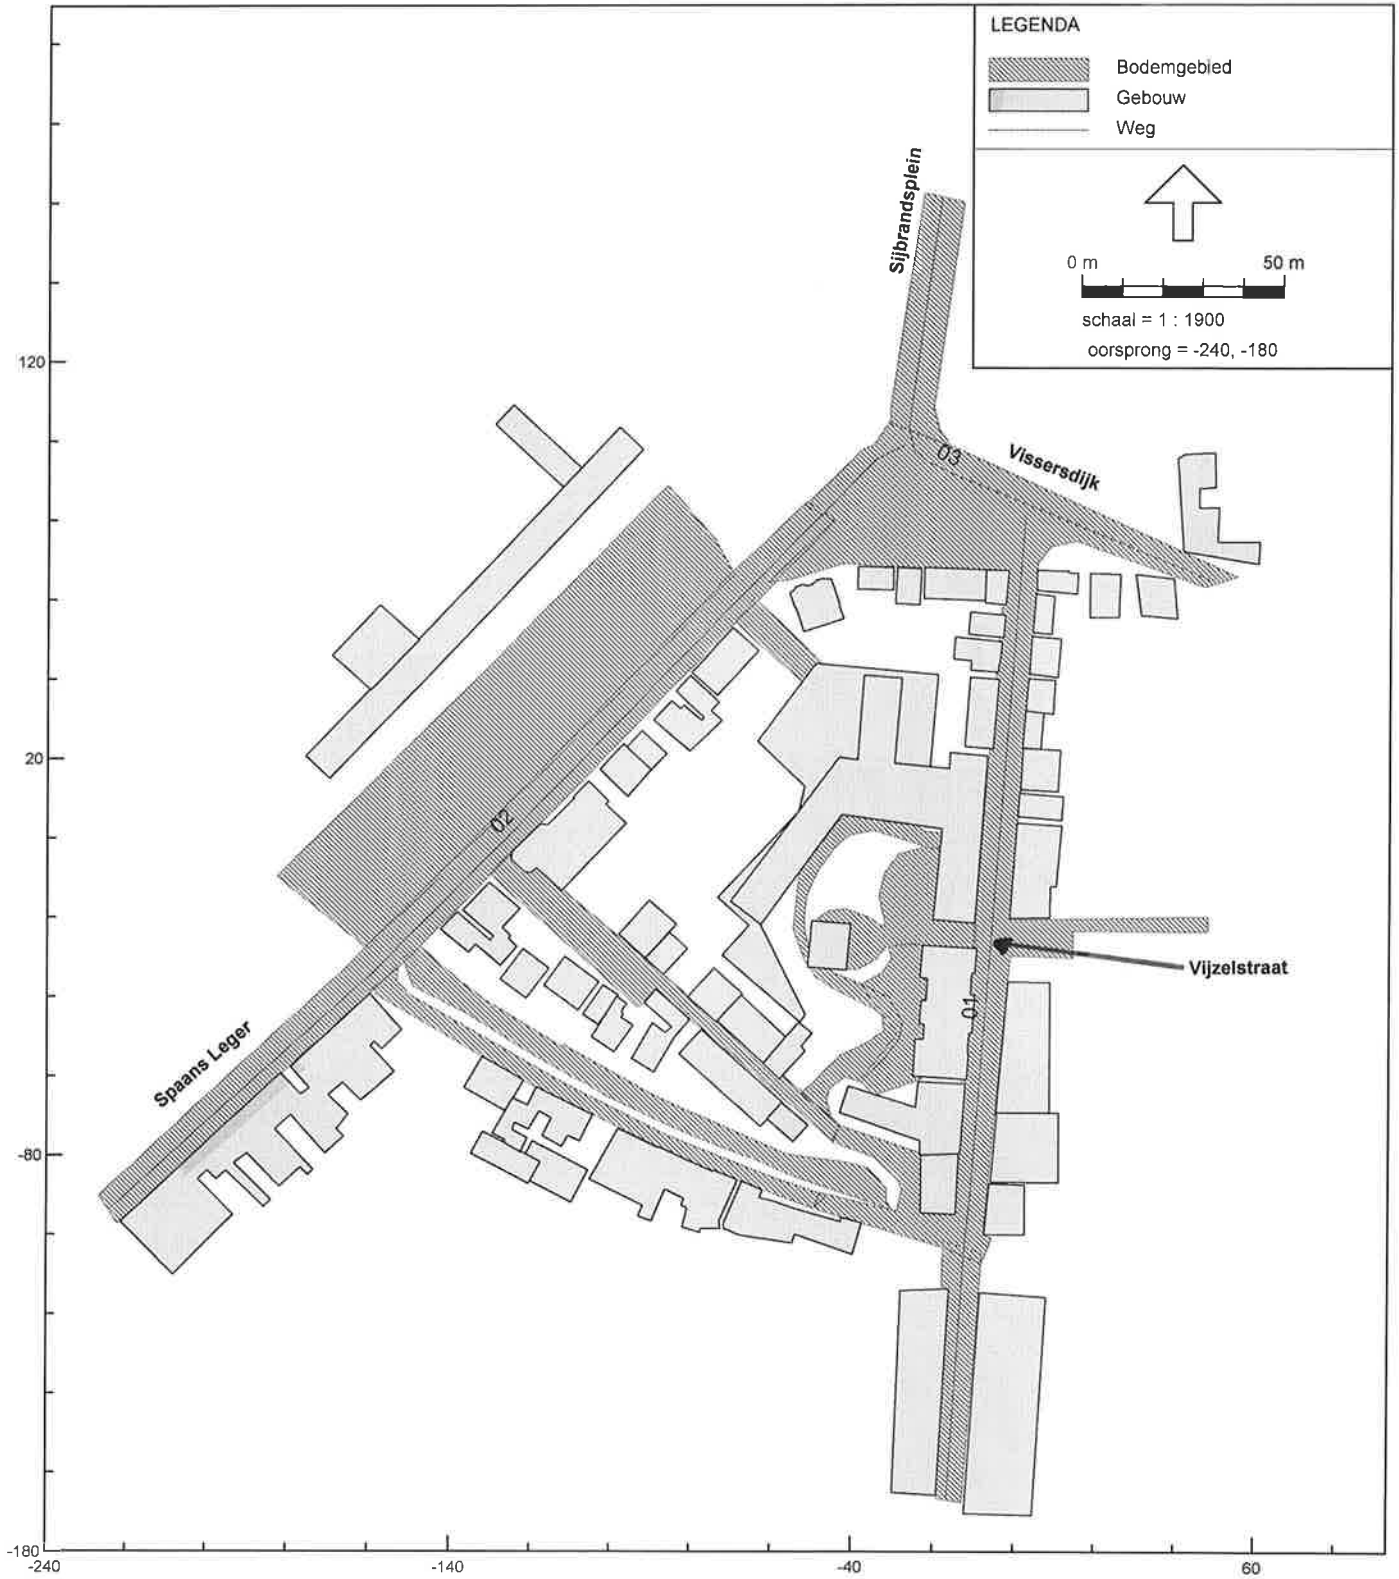 LEGENDA
Bodemgebied
Gebouw
Weg
0 m 50 m
schaal = 1 : 1900
oorsprong = -240, -180
Sijbrandsplein
120
03
Vissersdijk
20
02
Vijzelstraat
01
Spaans Leger
-80
-180
-240 -140 -40 60